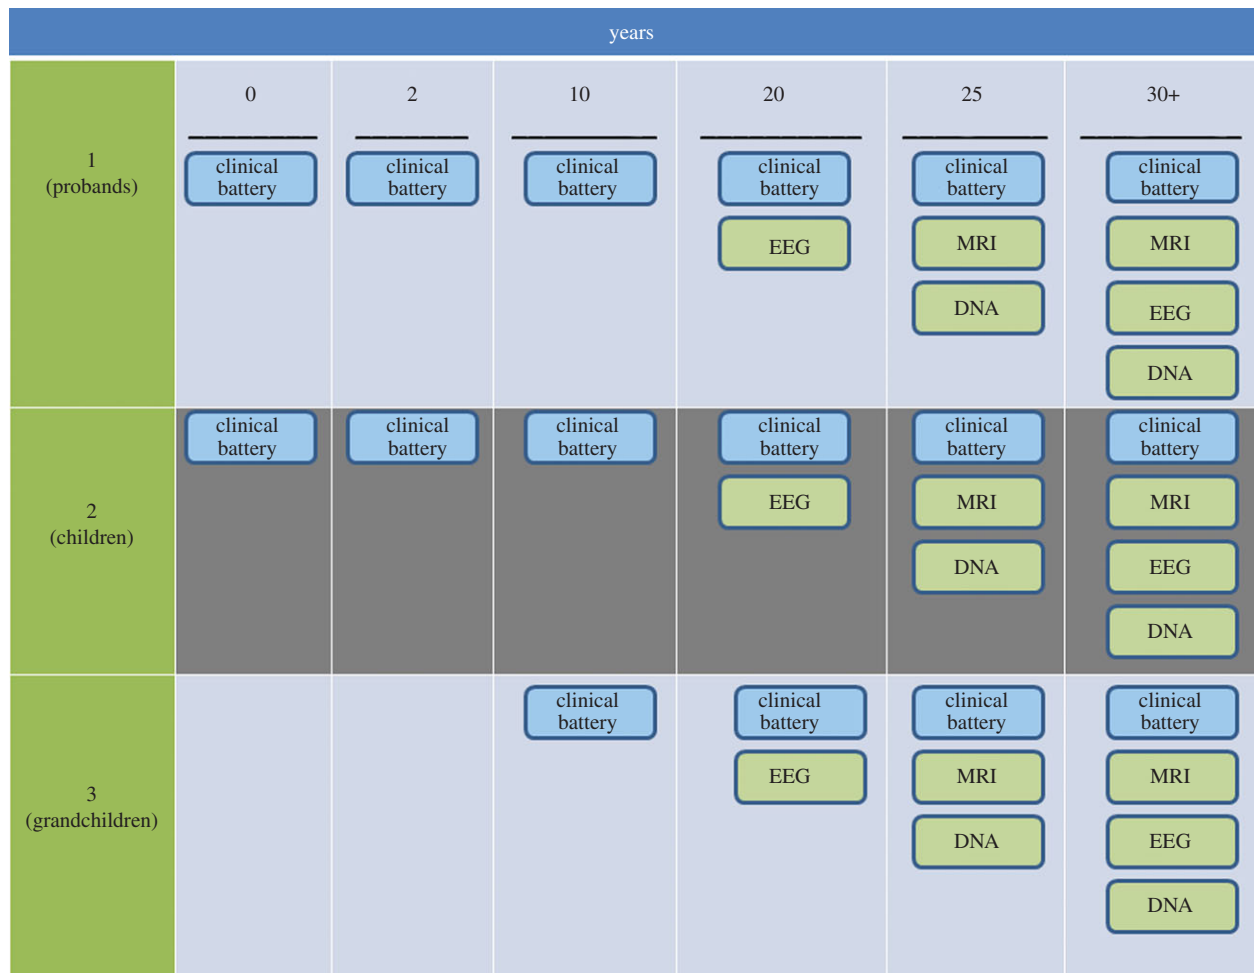 years
0
2
10
20
25
30+
1
(probands)
clinical
battery
clinical
battery
clinical
battery
clinical
battery
EEG
clinical
battery
MRI
DNA
clinical
battery
MRI
EEG
DNA
2
(children)
clinical
battery
clinical
battery
clinical
battery
clinical
battery
EEG
clinical
battery
MRI
DNA
clinical
battery
MRI
EEG
DNA
3
(grandchildren)
clinical
battery
clinical
battery
EEG
clinical
battery
MRI
DNA
clinical
battery
MRI
EEG
DNA